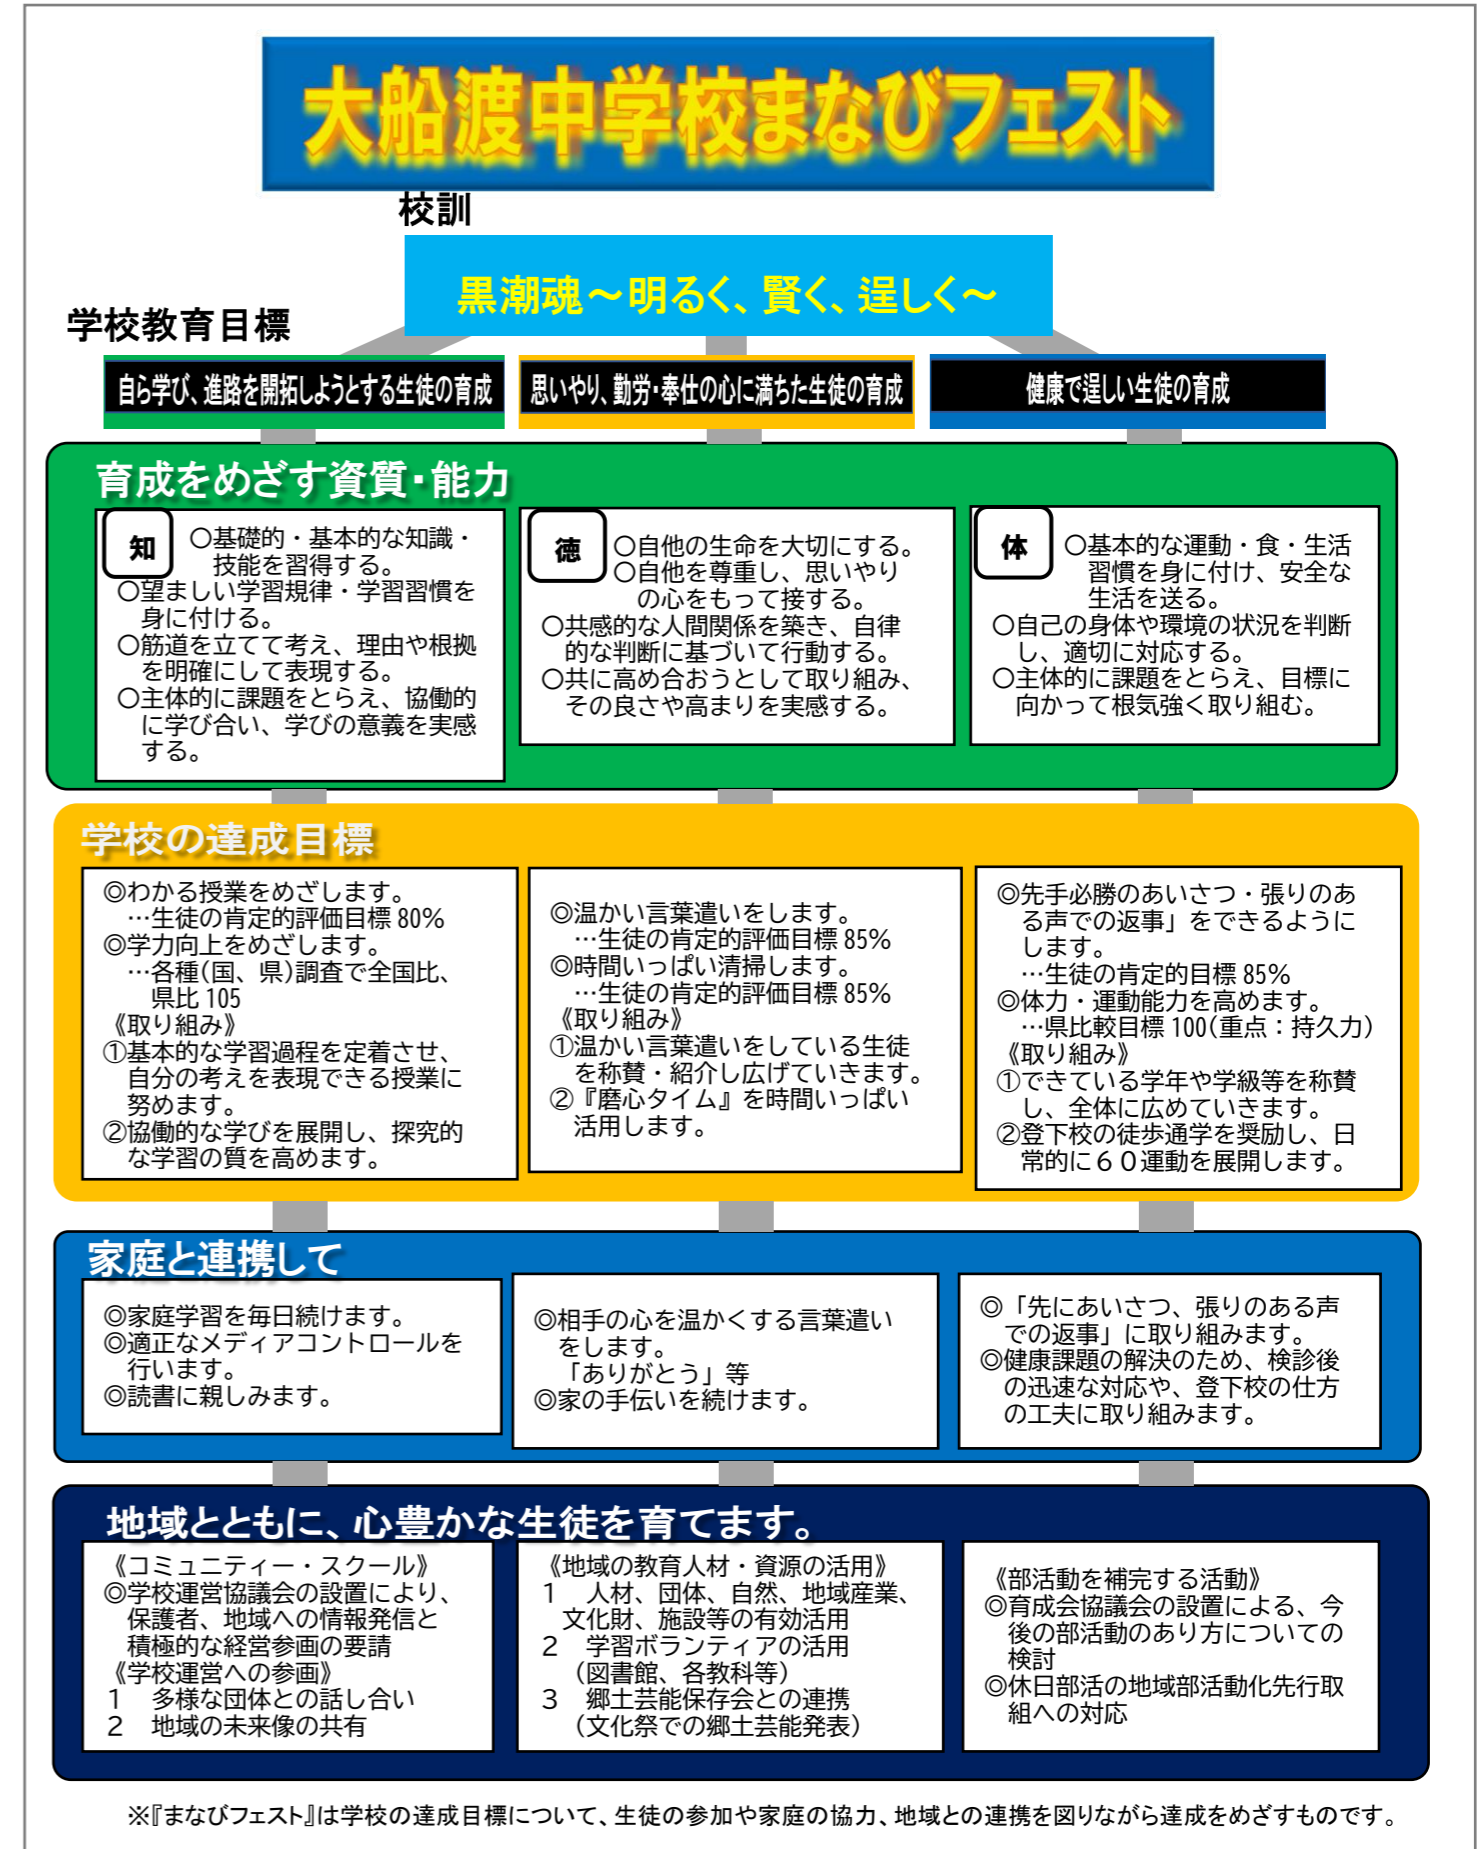 大船渡中学校まなびフェスト
校訓
黒潮魂～明るく、賢く、逞しく～
学校教育目標
自ら学び、進路を開拓しようとする生徒の育成
思いやり、勤労・奉仕の心に満ちた生徒の育成
健康で逞しい生徒の育成
育成をめざす資質・能力
知
○基礎的・基本的な知識・
技能を習得する。
○望ましい学習規律・学習習慣を
身に付ける。
○筋道を立てて考え、理由や根拠
を明確にして表現する。
○主体的に課題をとらえ、協働的
に学び合い、学びの意義を実感
する。
徳
○自他の生命を大切にする。
○自他を尊重し、思いやり
の心をもって接する。
○共感的な人間関係を築き、自律
的な判断に基づいて行動する。
○共に高め合おうとして取り組み、
その良さや高まりを実感する。
体
○基本的な運動・食・生活
習慣を身に付け、安全な
生活を送る。
○自己の身体や環境の状況を判断
し、適切に対応する。
○主体的に課題をとらえ、目標に
向かって根気強く取り組む。
学校の達成目標
◎わかる授業をめざします。
…生徒の肯定的評価目標80%
◎学力向上をめざします。
…各種(国、県)調査で全国比、
県比105
《取り組み》
①基本的な学習過程を定着させ、
自分の考えを表現できる授業に
努めます。
②協働的な学びを展開し、探究的
な学習の質を高めます。
◎温かい言葉遣いをします。
…生徒の肯定的評価目標85%
◎時間いっぱい清掃します。
…生徒の肯定的評価目標85%
《取り組み》
①温かい言葉遣いをしている生徒
を称賛・紹介し広げていきます。
②『磨心タイム』を時間いっぱい
活用します。
◎先手必勝のあいさつ・張りのあ
る声での返事」をできるように
します。
…生徒の肯定的目標85%
◎体力・運動能力を高めます。
…県比較目標100(重点：持久力)
《取り組み》
①できている学年や学級等を称賛
し、全体に広めていきます。
②登下校の徒歩通学を奨励し、日
常的に６０運動を展開します。
家庭と連携して
◎家庭学習を毎日続けます。
◎適正なメディアコントロールを
行います。
◎読書に親しみます。
◎相手の心を温かくする言葉遣い
をします。
「ありがとう」等
◎家の手伝いを続けます。
◎「先にあいさつ、張りのある声
での返事」に取り組みます。
◎健康課題の解決のため、検診後
の迅速な対応や、登下校の仕方
の工夫に取り組みます。
地域とともに、心豊かな生徒を育てます。
《コミュニティー・スクール》
◎学校運営協議会の設置により、
保護者、地域への情報発信と
積極的な経営参画の要請
《学校運営への参画》
１　多様な団体との話し合い
２　地域の未来像の共有
《地域の教育人材・資源の活用》
１　人材、団体、自然、地域産業、
文化財、施設等の有効活用
２　学習ボランティアの活用
（図書館、各教科等）
３　郷土芸能保存会との連携
（文化祭での郷土芸能発表）
《部活動を補完する活動》
◎育成会協議会の設置による、今
後の部活動のあり方についての
検討
◎休日部活の地域部活動化先行取
組への対応
※『まなびフェスト』は学校の達成目標について、生徒の参加や家庭の協力、地域との連携を図りながら達成をめざすものです。